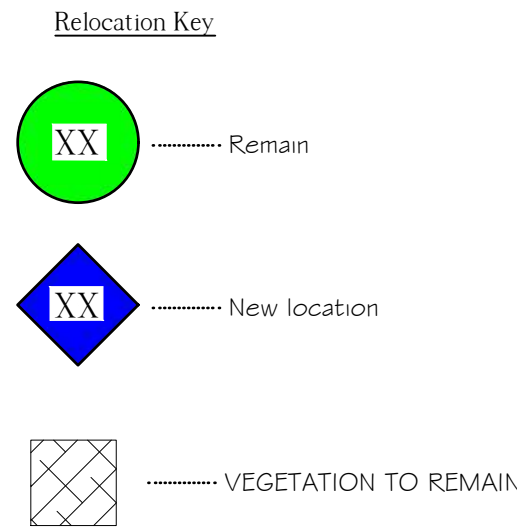 Relocation Key
XX Remain
XX New location
VEGETATION TO REMAIN